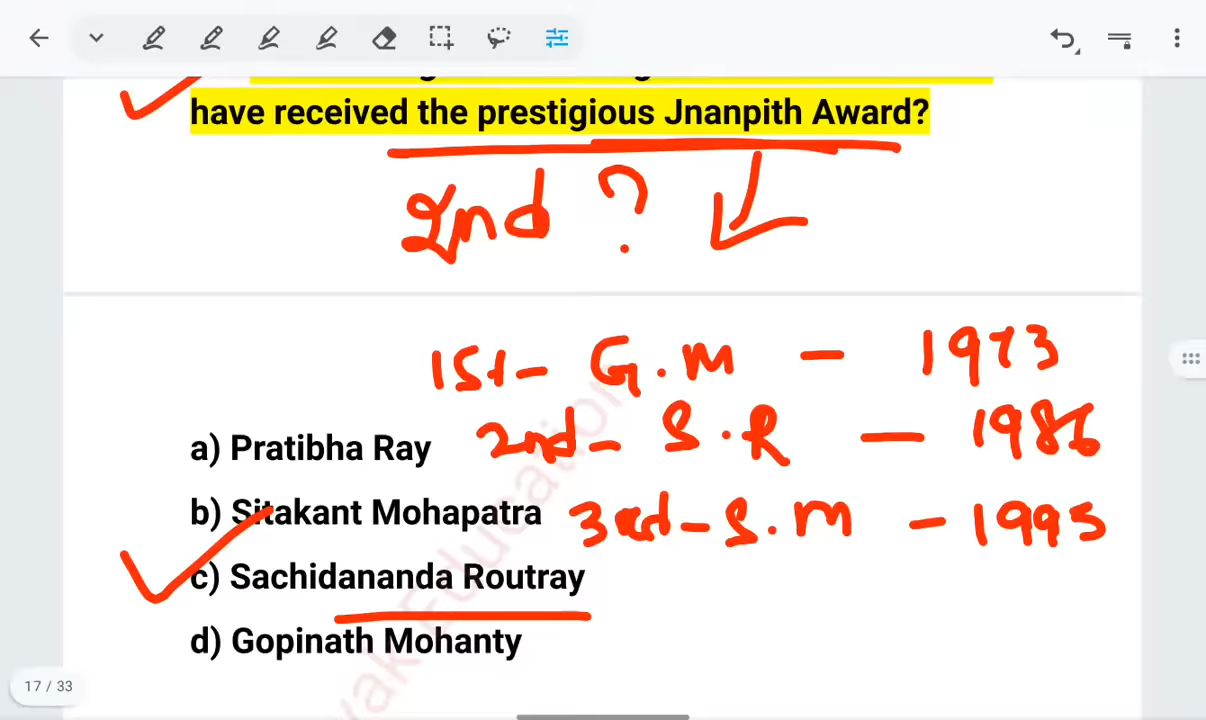 have received the prestigious Jnanpith Award?
2nd ?
1st - G.M - 1973
2nd - S.R - 1986
a) Pratibha Ray
b) Sitakant Mohapatra
3rd - S.M - 1993
c) Sachidananda Routray
d) Gopinath Mohanty
Education
17 / 33